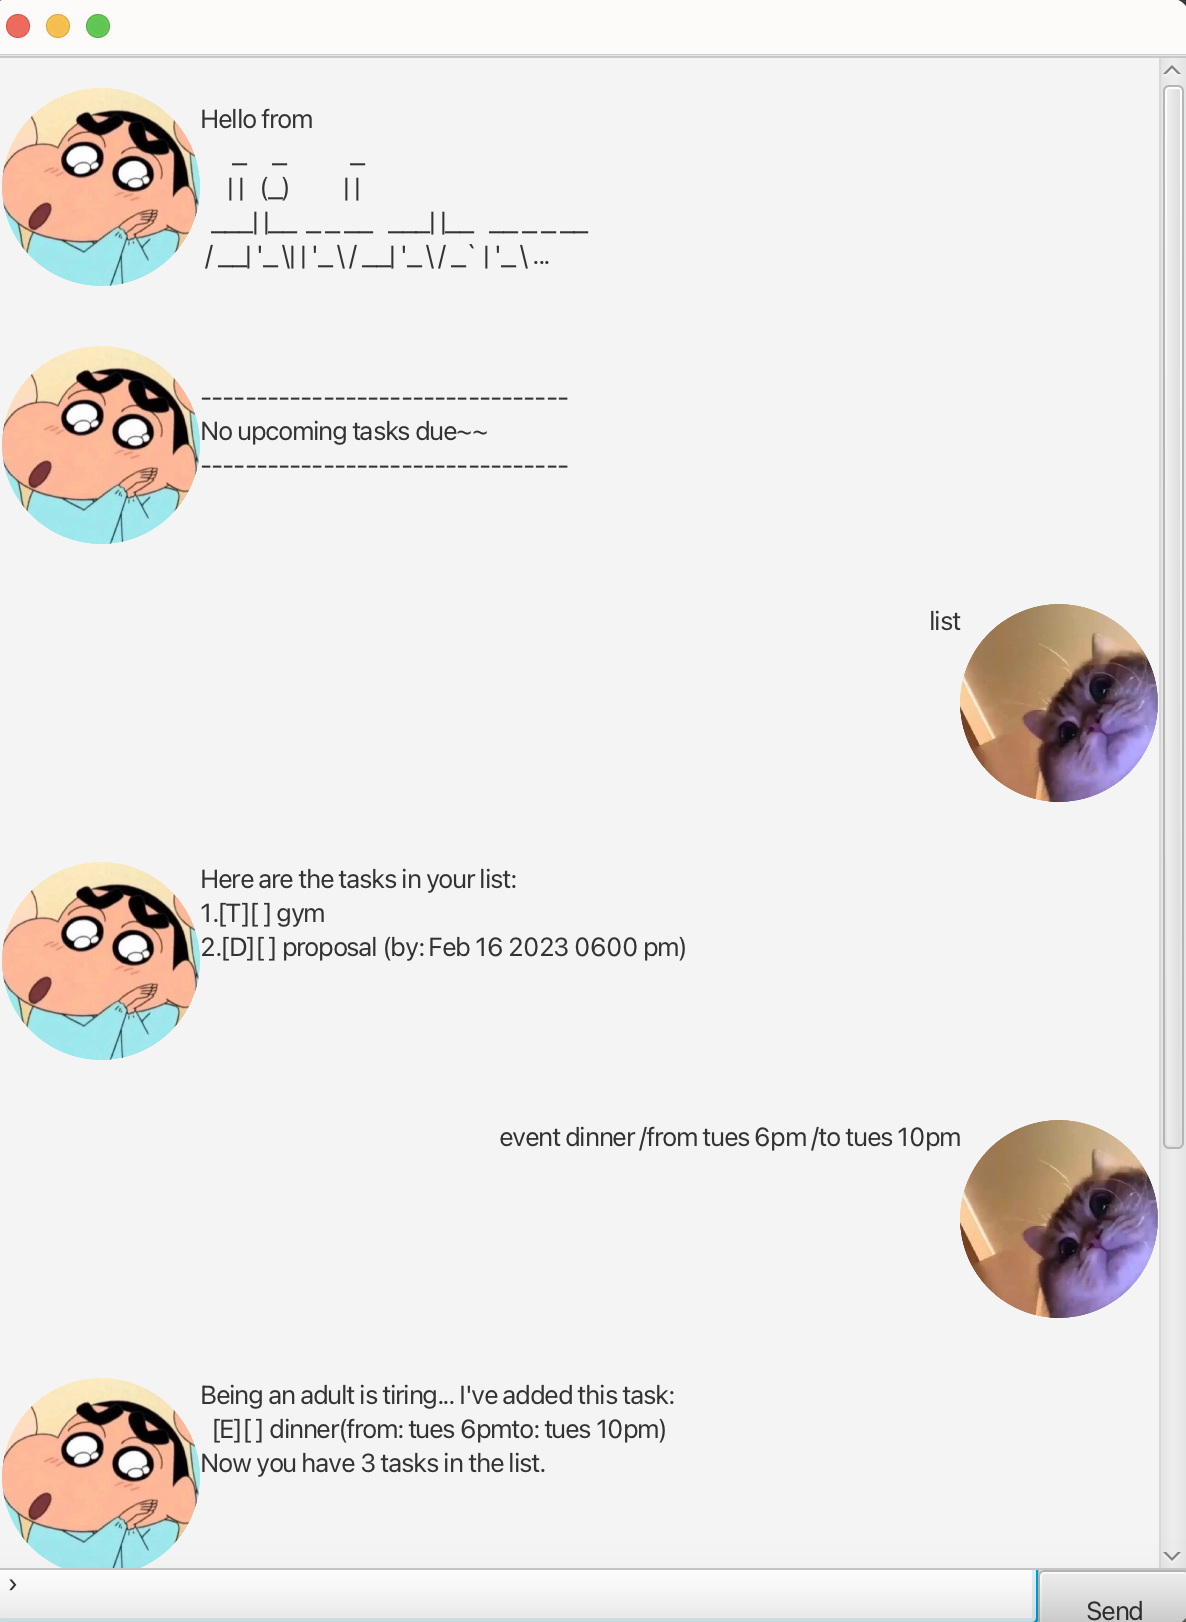 Hello from
    _   _        _
   | |  (_)        | |
 ___| |__ _ _ _ _  ___| |__  _ _ _ _ _ _
/ __| '_ \| | '_ \ / __| '_ \ / _` | '_ \ ...
-------------------------------
No upcoming tasks due~~
-------------------------------
list
Here are the tasks in your list:
1.[T][ ] gym
2.[D][ ] proposal (by: Feb 16 2023 0600 pm)
event dinner /from tues 6pm /to tues 10pm
Being an adult is tiring... I've added this task:
  [E][ ] dinner(from: tues 6pmto: tues 10pm)
Now you have 3 tasks in the list.
›
Send